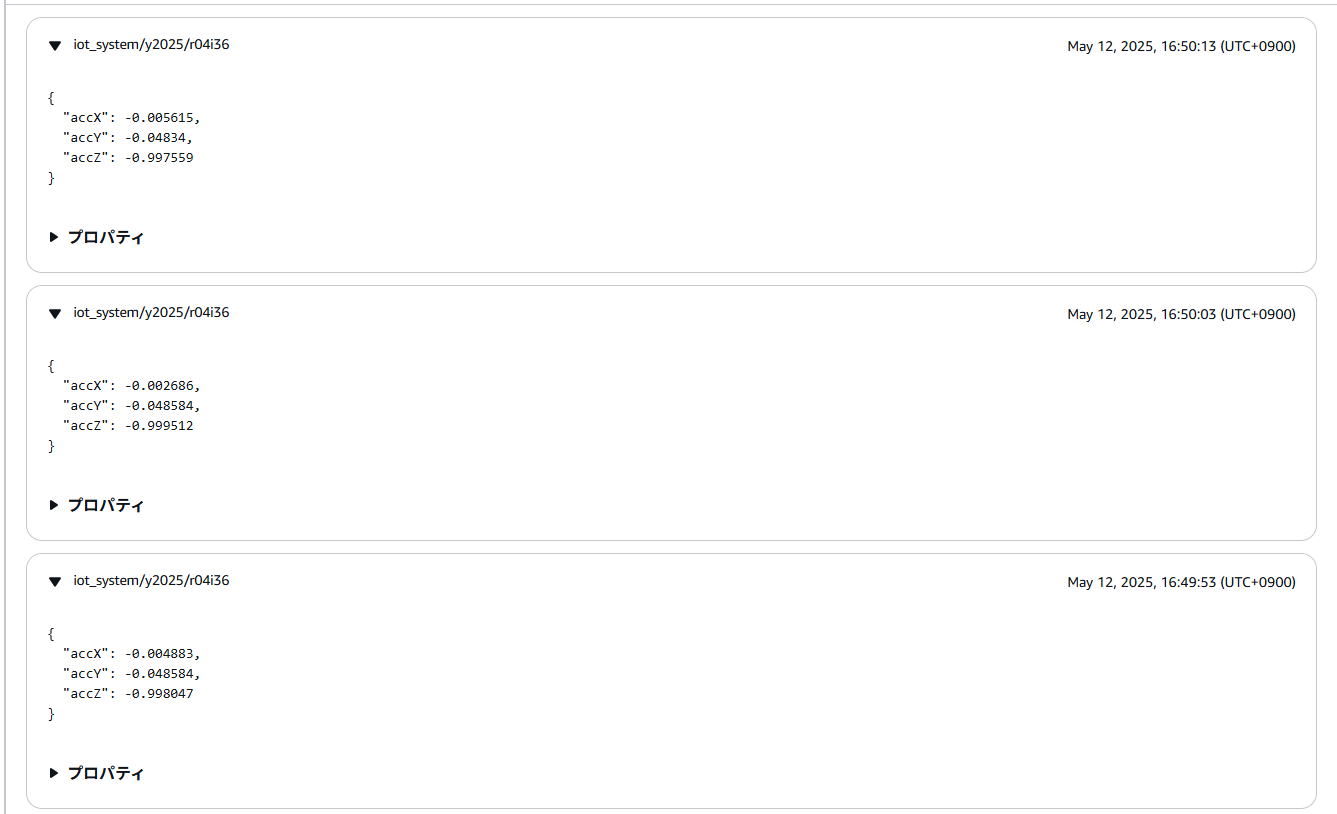 iot_system/y2025/r04i36
May 12, 2025, 16:50:13 (UTC+0900)
{
"accX": -0.005615,
"accY": -0.04834,
"accZ": -0.997559
}
プロパティ
iot_system/y2025/r04i36
May 12, 2025, 16:50:03 (UTC+0900)
{
"accX": -0.002686,
"accY": -0.048584,
"accZ": -0.999512
}
プロパティ
iot_system/y2025/r04i36
May 12, 2025, 16:49:53 (UTC+0900)
{
"accX": -0.004883,
"accY": -0.048584,
"accZ": -0.998047
}
プロパティ